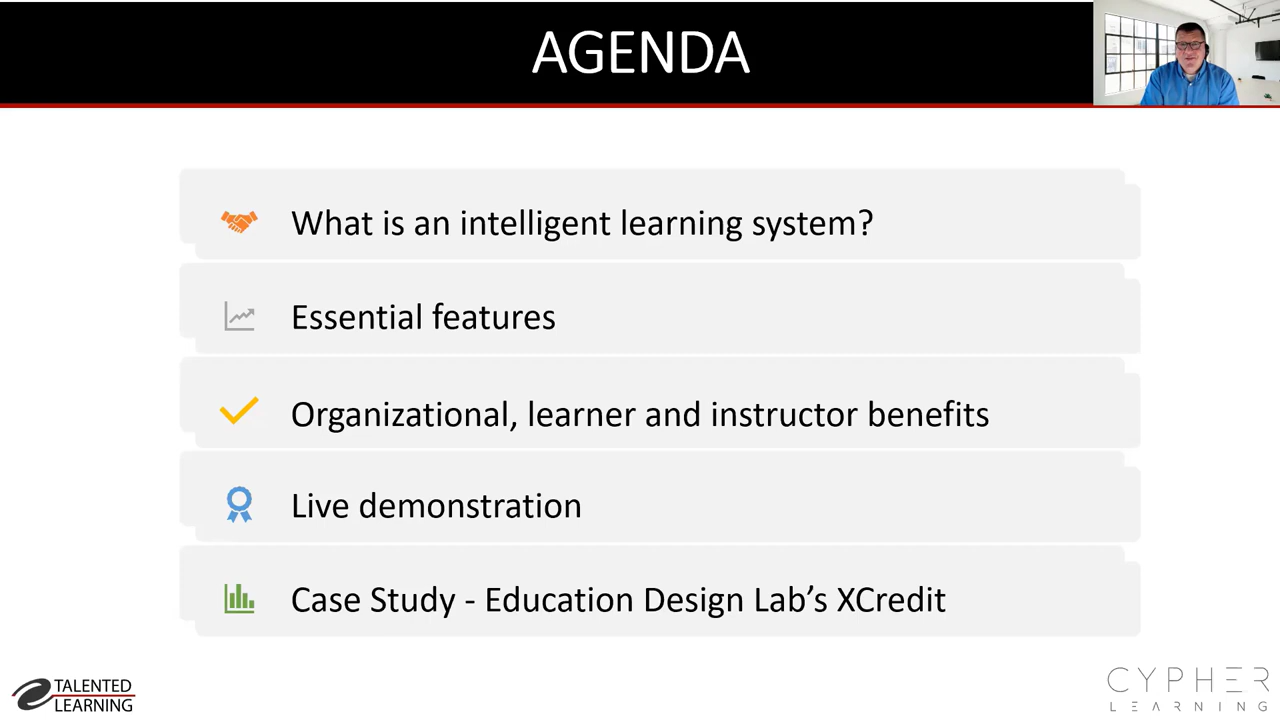 AGENDA
What is an intelligent learning system?
Essential features
Organizational, learner and instructor benefits
Live demonstration
Case Study - Education Design Lab’s XCredit
TALENTED
LEARNING
CYPHER
LEARNING